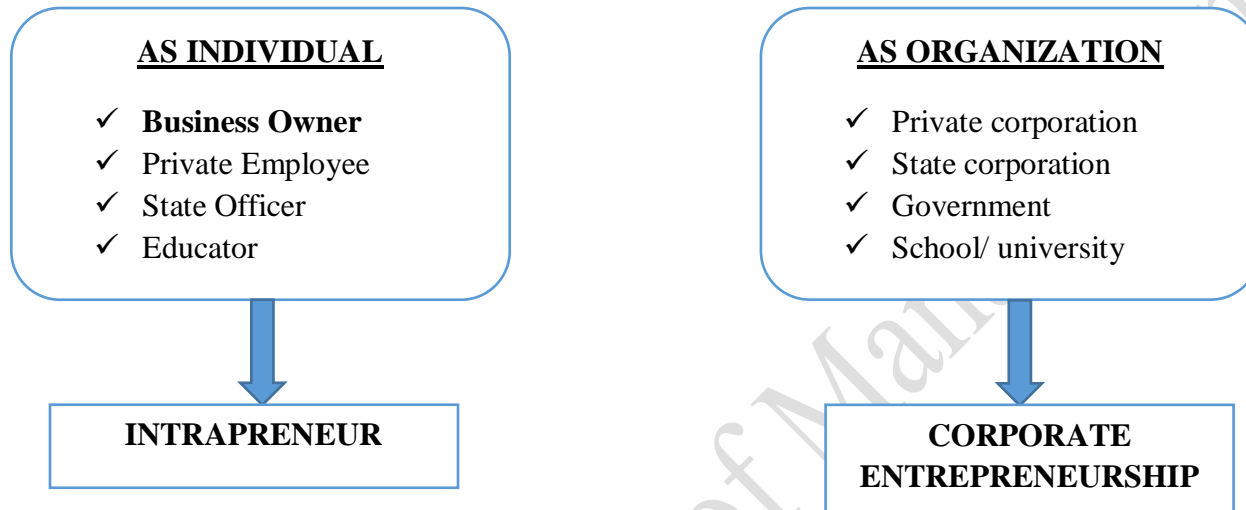 AS INDIVIDUAL
✓ Business Owner
✓ Private Employee
✓ State Officer
✓ Educator
INTRAPRENEUR
AS ORGANIZATION
✓ Private corporation
✓ State corporation
✓ Government
✓ School/ university
CORPORATE
ENTREPRENEURSHIP
of